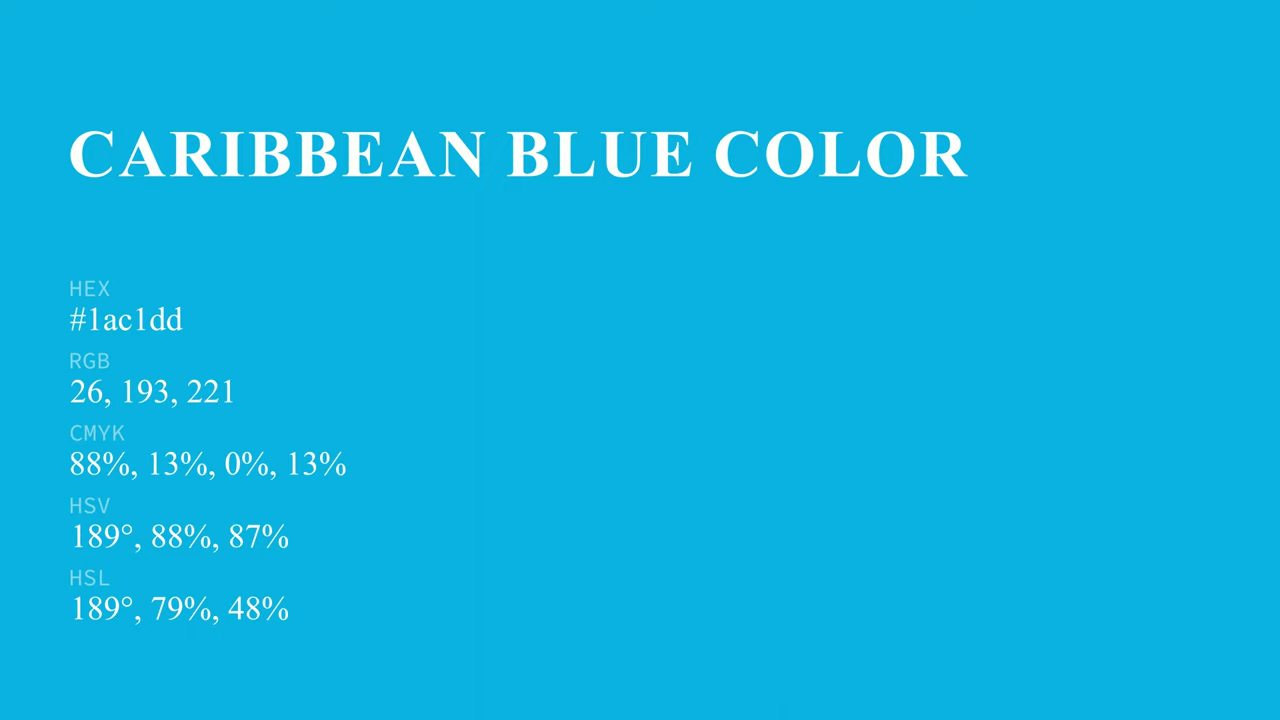 CARIBBEAN BLUE COLOR
HEX
#1ac1dd
RGB
26, 193, 221
CMYK
88%, 13%, 0%, 13%
HSV
189°, 88%, 87%
HSL
189°, 79%, 48%